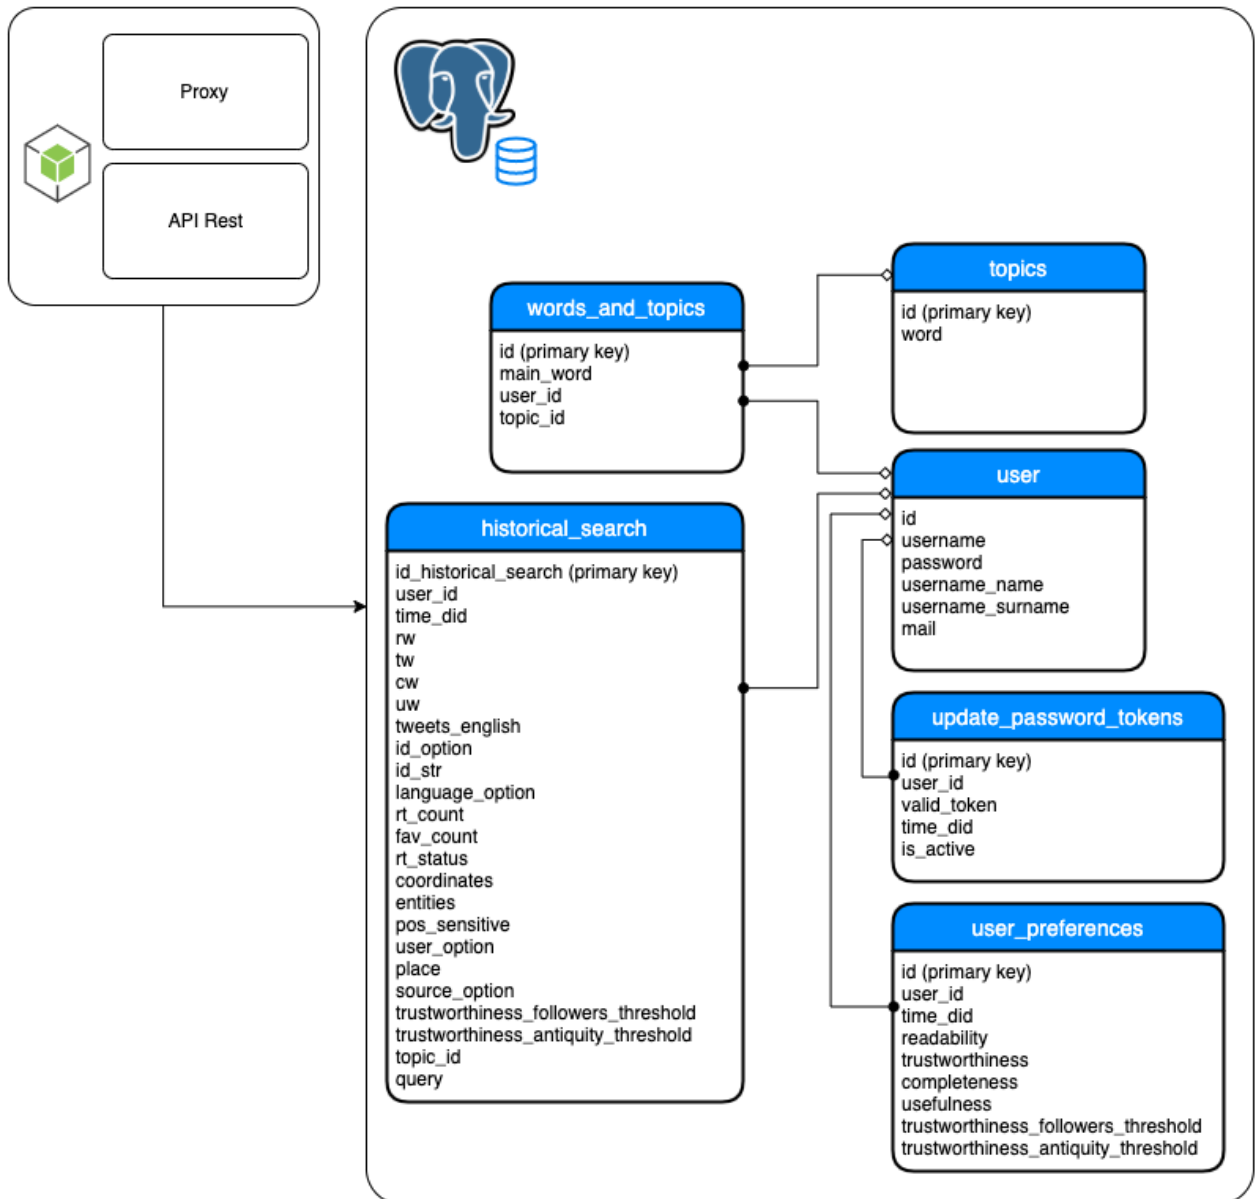 Proxy
API Rest
topics
id (primary key)
word
words_and_topics
id (primary key)
main_word
user_id
topic_id
user
id
username
password
username_name
username_surname
mail
historical_search
id_historical_search (primary key)
user_id
time_did
rw
tw
cw
uw
tweets_english
id_option
id_str
language_option
rt_count
fav_count
rt_status
coordinates
entities
pos_sensitive
user_option
place
source_option
trustworthiness_followers_threshold
trustworthiness_antiquity_threshold
topic_id
query
update_password_tokens
id (primary key)
user_id
valid_token
time_did
is_active
user_preferences
id (primary key)
user_id
time_did
readability
trustworthiness
completeness
usefulness
trustworthiness_followers_threshold
trustworthiness_antiquity_threshold